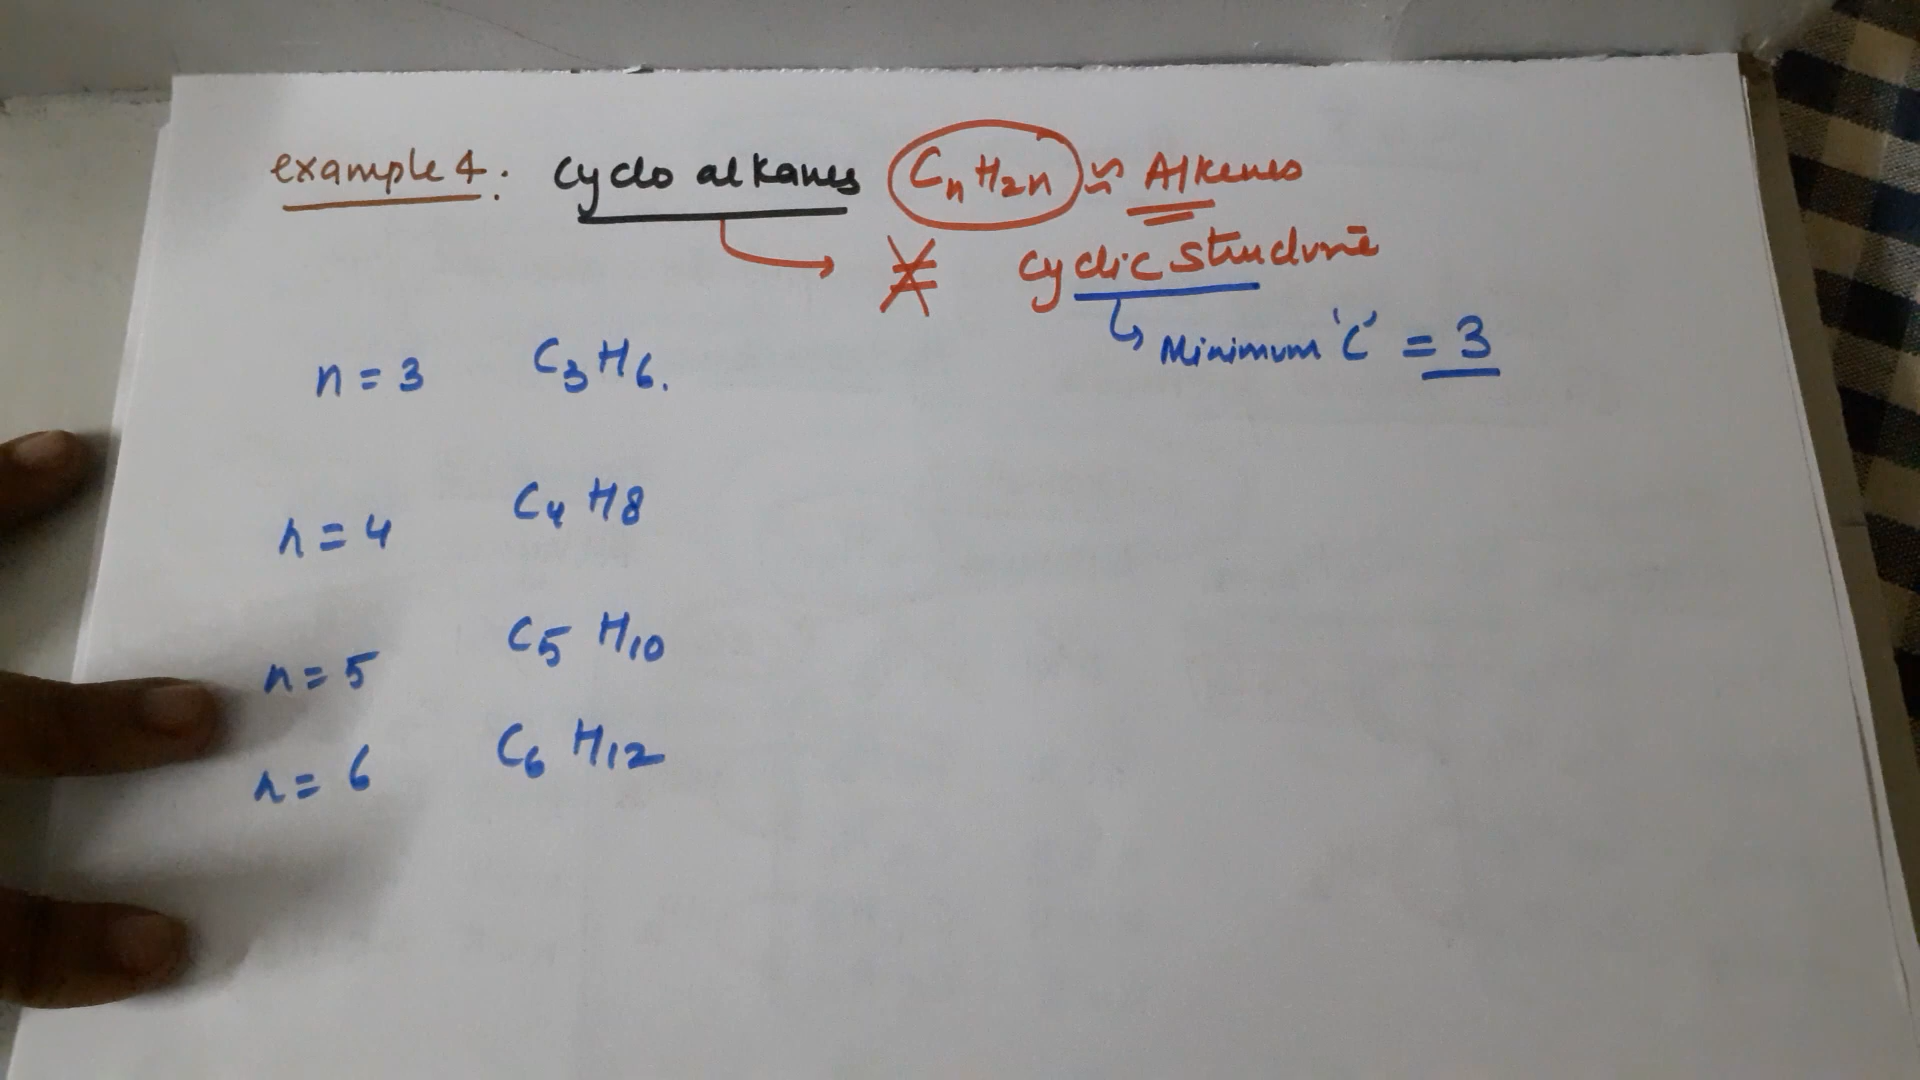 example 4: Cyclo alkanes CnH2n ≈ Alkenes
Cyclic structure
Minimum 'C' = 3
n = 3 C3H6.
n = 4 C4H8
n = 5 C5H10
n = 6 C6H12